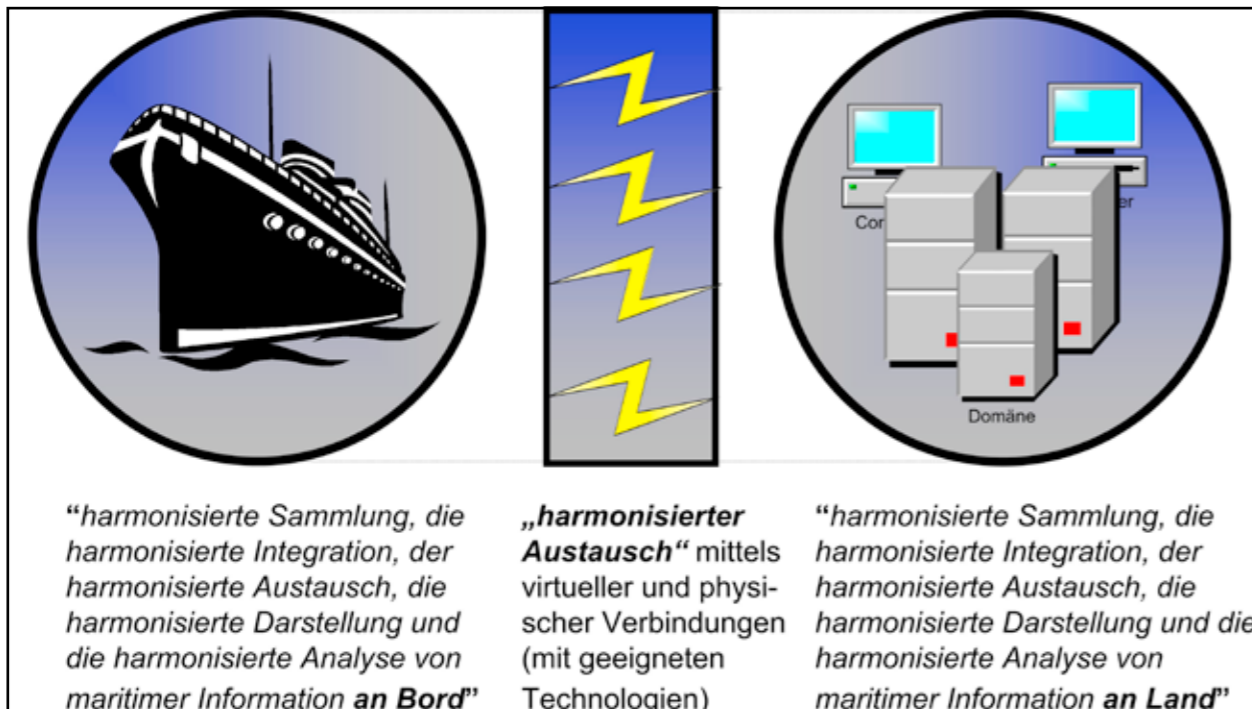 Domäne
“harmonisierte Sammlung, die
harmonisierte Integration, der
harmonisierte Austausch, die
harmonisierte Darstellung und
die harmonisierte Analyse von
maritimer Information an Bord”
„harmonisierter
Austausch“ mittels
virtueller und physi-
scher Verbindungen
(mit geeigneten
Technologien)
“harmonisierte Sammlung, die
harmonisierte Integration, der
harmonisierte Austausch, die
harmonisierte Darstellung und die
harmonisierte Analyse von
maritimer Information an Land”